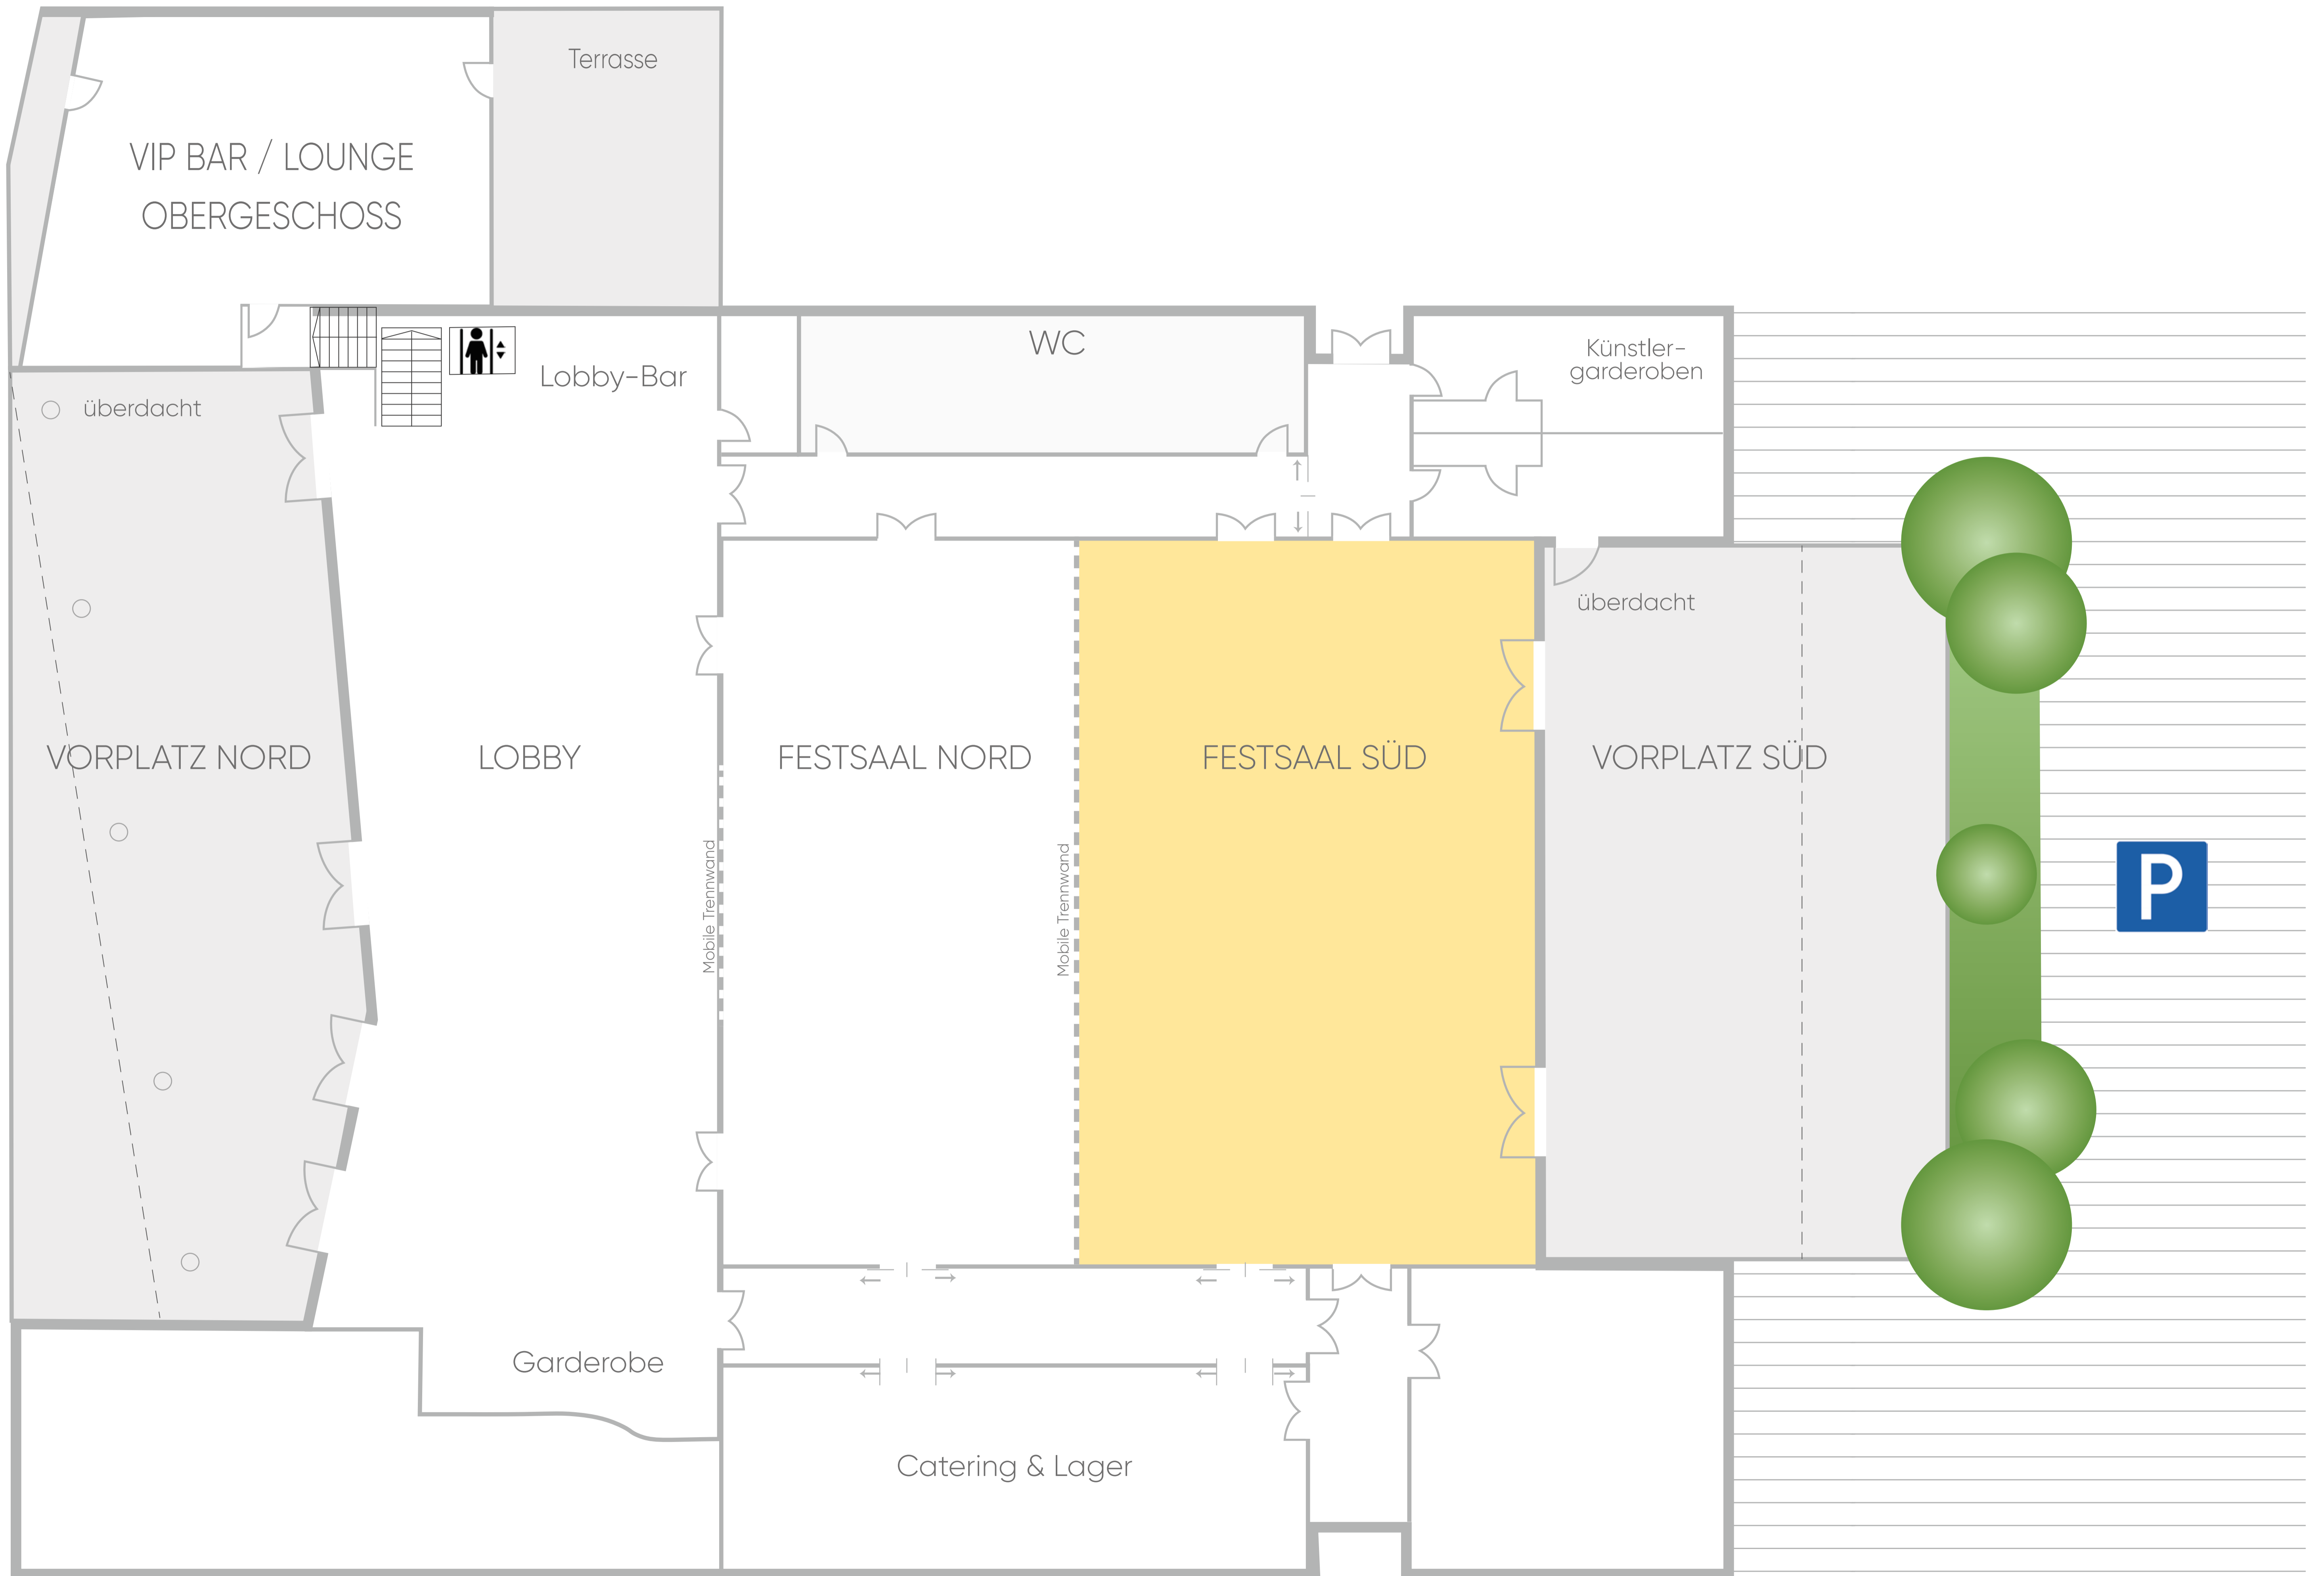 Terrasse
VIP BAR / LOUNGE
OBERGESCHOSS
WC
Künstler-
garderoben
Lobby-Bar
überdacht
überdacht
VORPLATZ NORD
LOBBY
FESTSAAL NORD
FESTSAAL SÜD
VORPLATZ SÜD
Mobile Trennwand
Mobile Trennwand
P
Garderobe
Catering & Lager